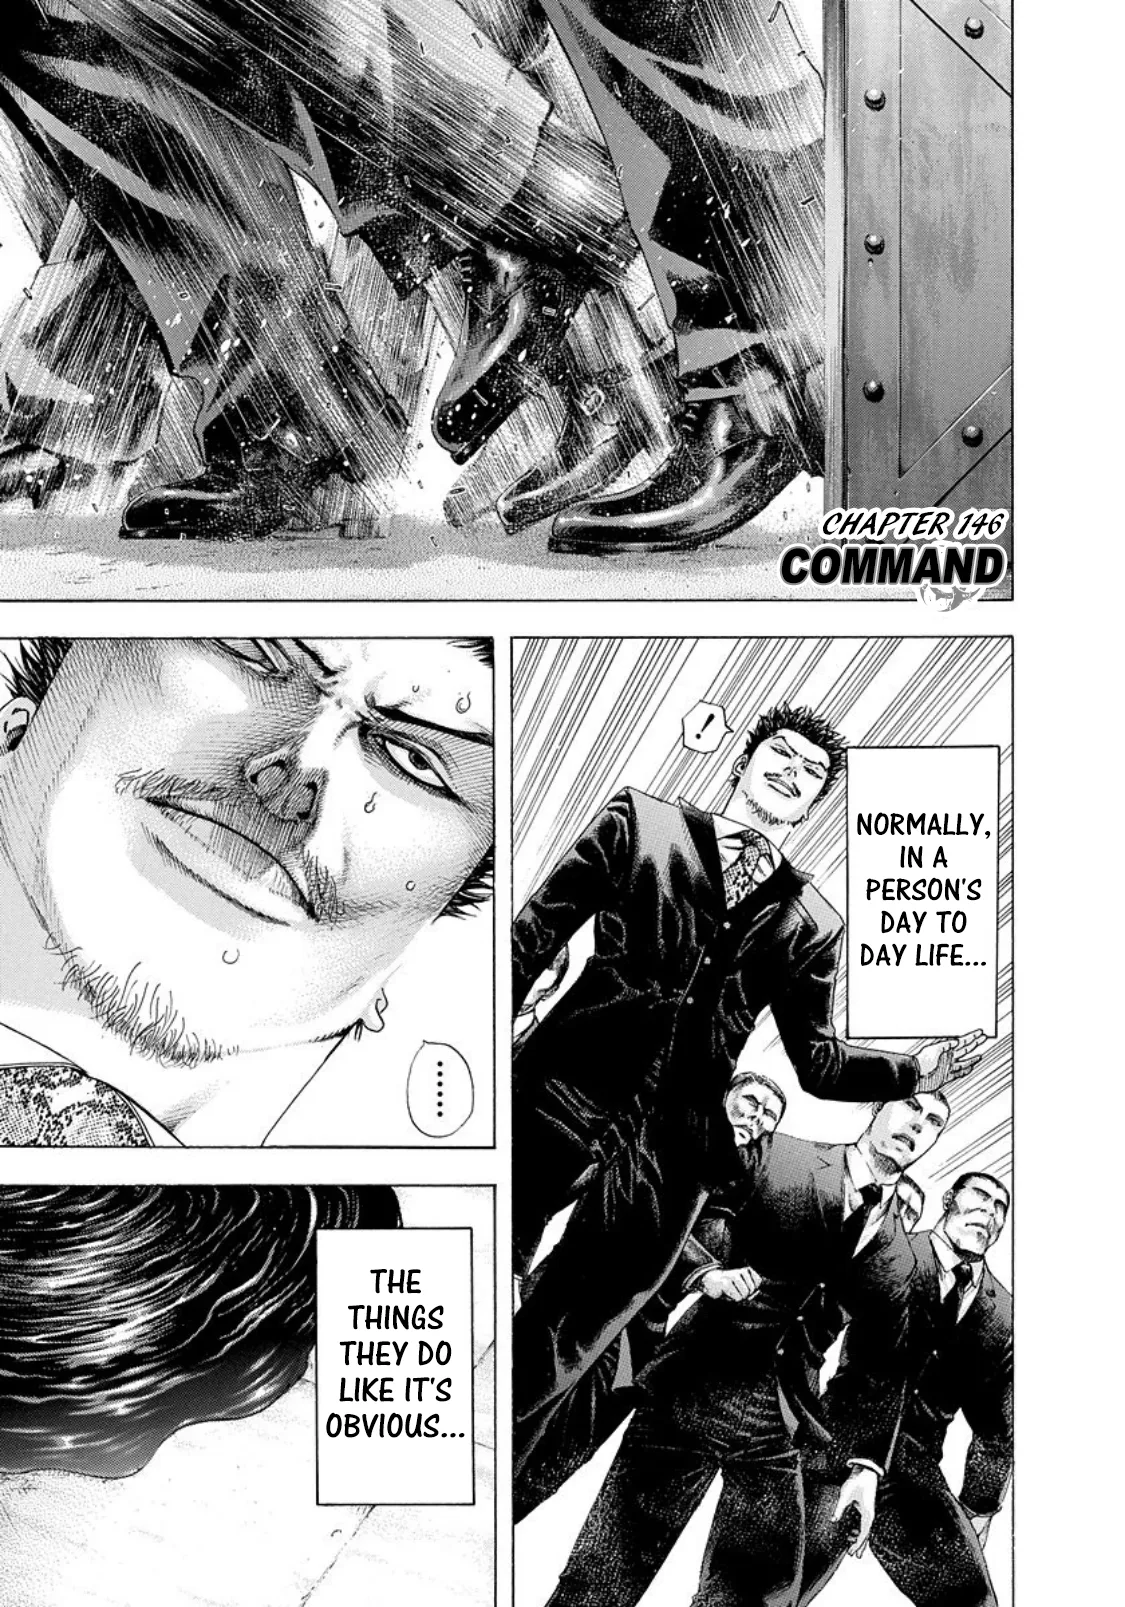 CHAPTER 146
COMMAND
!
NORMALLY,
IN A
PERSON'S
DAY TO
DAY LIFE...
......
THE
THINGS
THEY DO
LIKE IT'S
OBVIOUS...